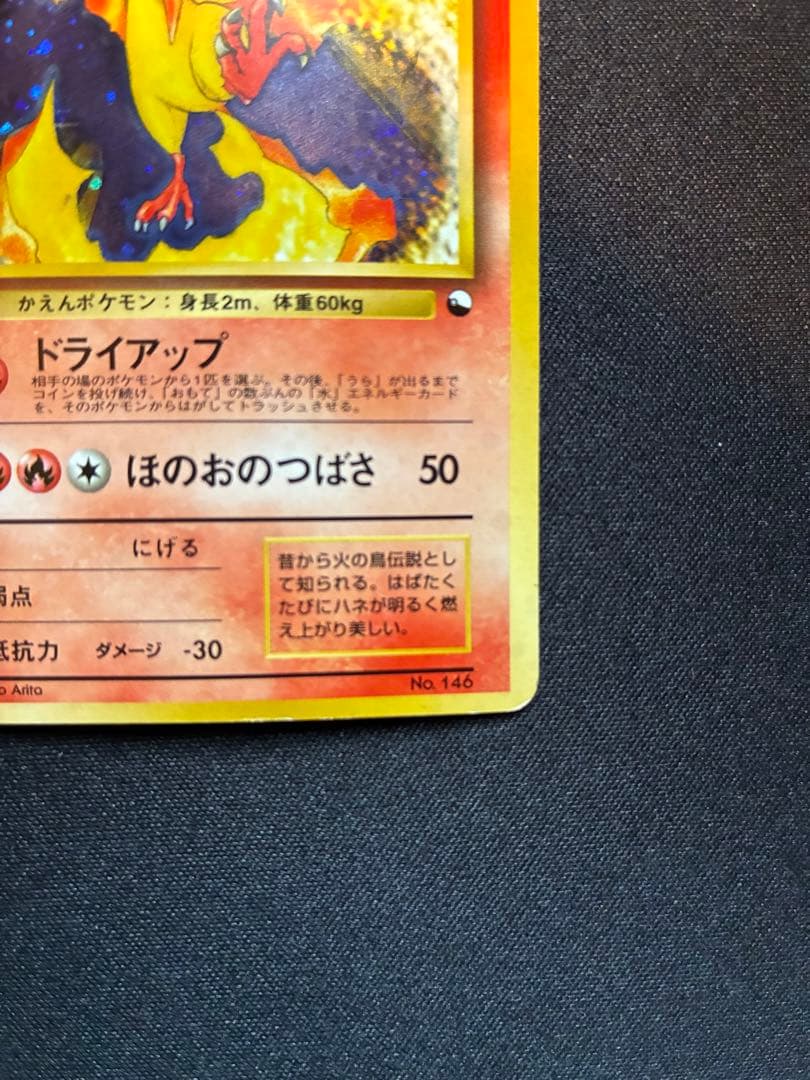 かえんポケモン：身長2m、体重60kg
ドライアップ
相手の場のポケモンから1匹を選ぶ。その後、「うら」が出るまで
コインを投げ続け、「おもて」の数ぶんの「水」エネルギーカード
を、そのポケモンからはがしてトラッシュさせる。
ほのおのつばさ 50
にげる
昔から火の鳥伝説とし
て知られる。はばたく
たびにハネが明るく燃
え上がり美しい。
弱点
抵抗力 ダメージ -30
o Arita
No. 146